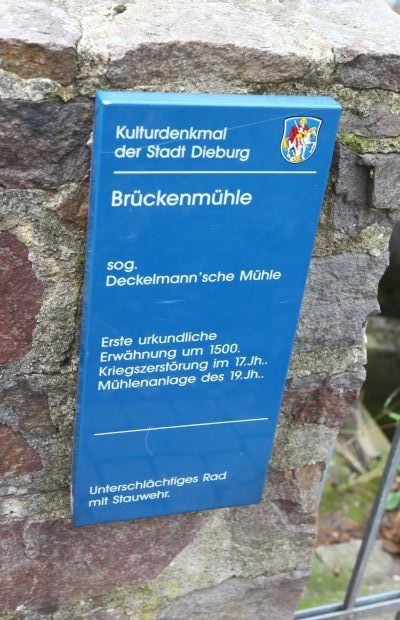 Kulturdenkmal
der Stadt Dieburg
Brückenmühle
sog.
Deckelmann'sche Mühle
Erste urkundliche
Erwähnung um 1500.
Kriegszerstörung im 17.Jh..
Mühlenanlage des 19.Jh..
Unterschlächtiges Rad
mit Stauwehr.